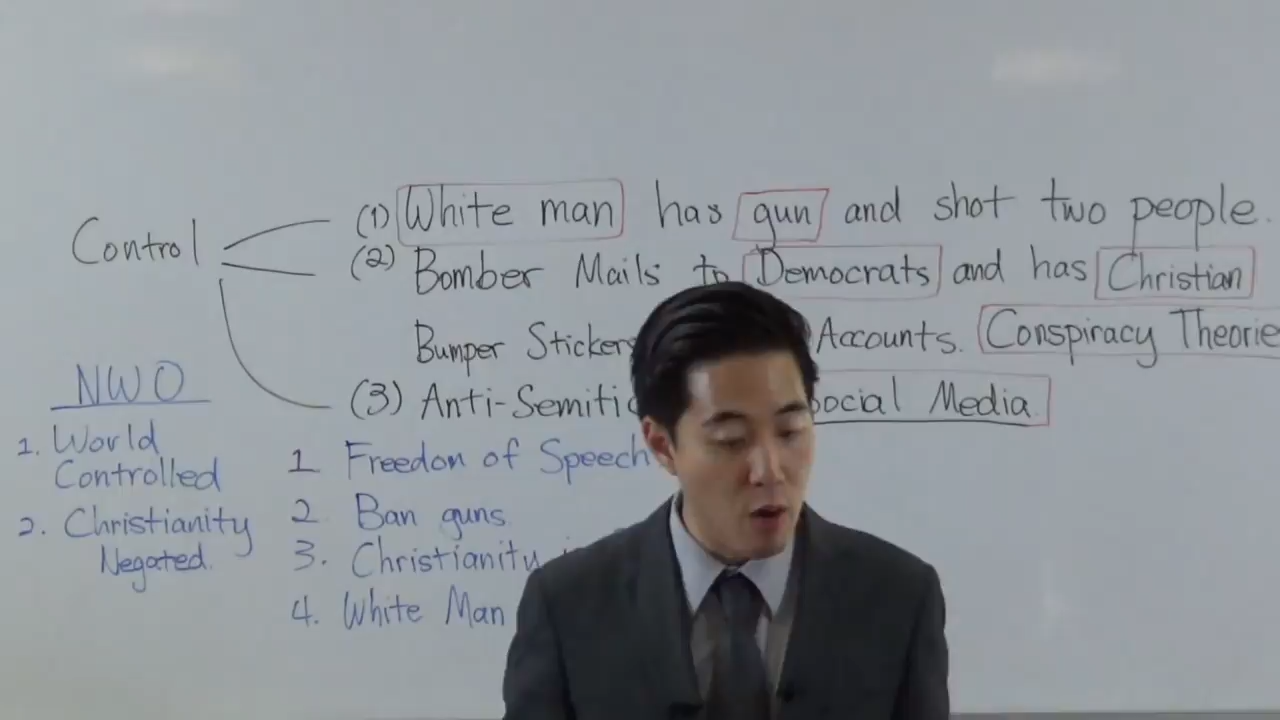 Control
(1) White man has gun and shot two people.
(2) Bomber Mails to Democrats and has Christian
Bumper Stickers Accounts. Conspiracy Theorie
(3) Anti-Semitic Social Media.
NWO
1. World
Controlled
2. Christianity
Negated.
1 Freedon of Speech
2 Ban guns.
3. Christianity
4. White Man